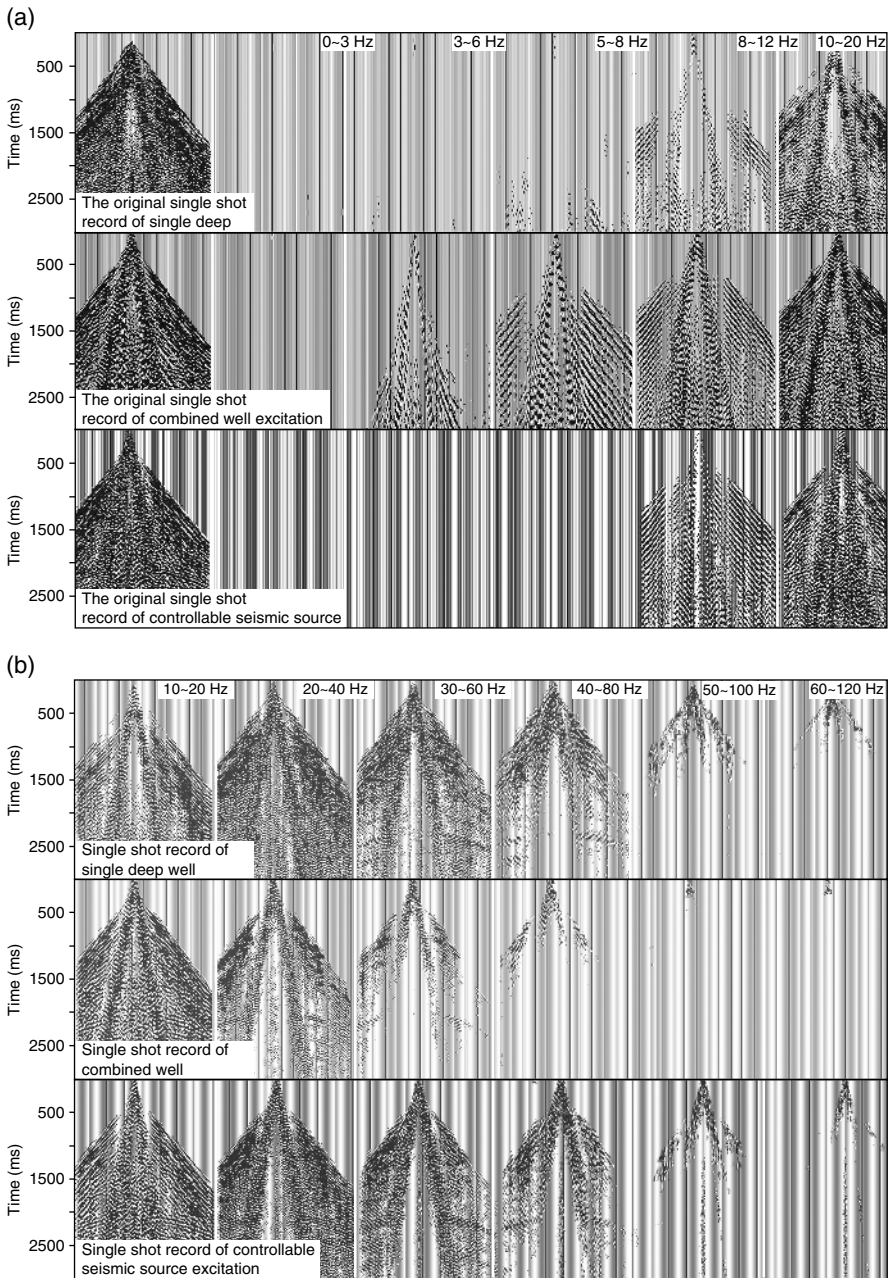 (a)
0~3 Hz
3~6 Hz
5~8 Hz
8~12 Hz
10~20 Hz
500
1500
2500
Time (ms)
The original single shot
record of single deep
500
1500
2500
Time (ms)
The original single shot
record of combined well excitation
500
1500
2500
Time (ms)
The original single shot
record of controllable seismic source
(b)
10~20 Hz
20~40 Hz
30~60 Hz
40~80 Hz
50~100 Hz
60~120 Hz
500
1500
2500
Time (ms)
Single shot record of
single deep well
500
1500
2500
Time (ms)
Single shot record of
combined well
500
1500
2500
Time (ms)
Single shot record of controllable
seismic source excitation